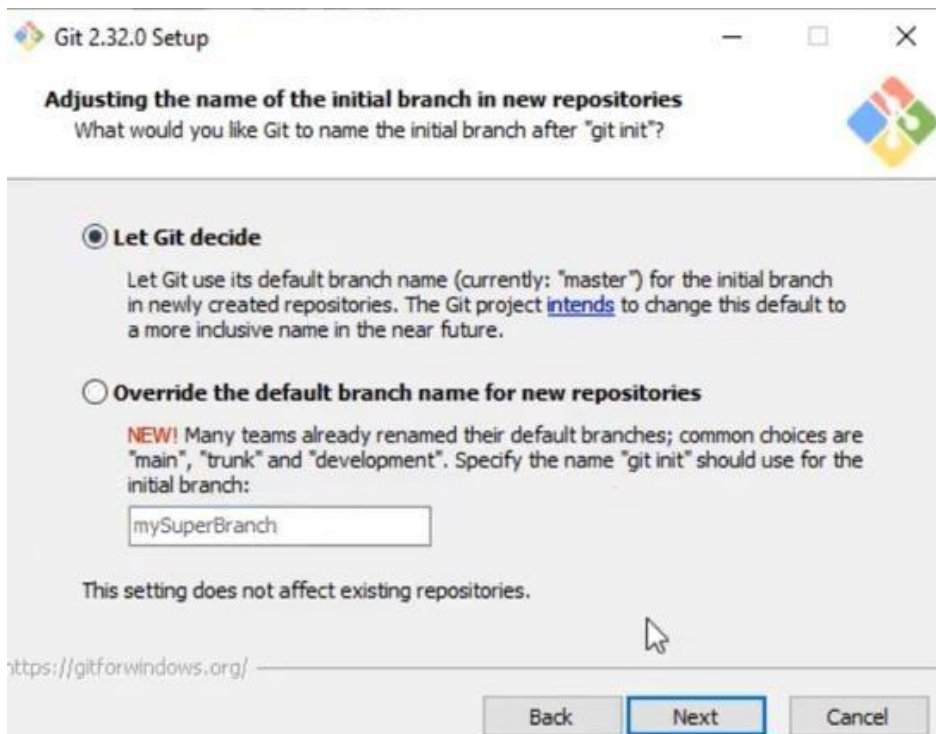 Git 2.32.0 Setup
Adjusting the name of the initial branch in new repositories
What would you like Git to name the initial branch after "git init"?
Let Git decide
Let Git use its default branch name (currently: "master") for the initial branch
in newly created repositories. The Git project intends to change this default to
a more inclusive name in the near future.
Override the default branch name for new repositories
NEW! Many teams already renamed their default branches; common choices are
"main", "trunk" and "development". Specify the name "git init" should use for the
initial branch:
mySuperBranch
This setting does not affect existing repositories.
ttps://gitforwindows.org/
Back Next Cancel